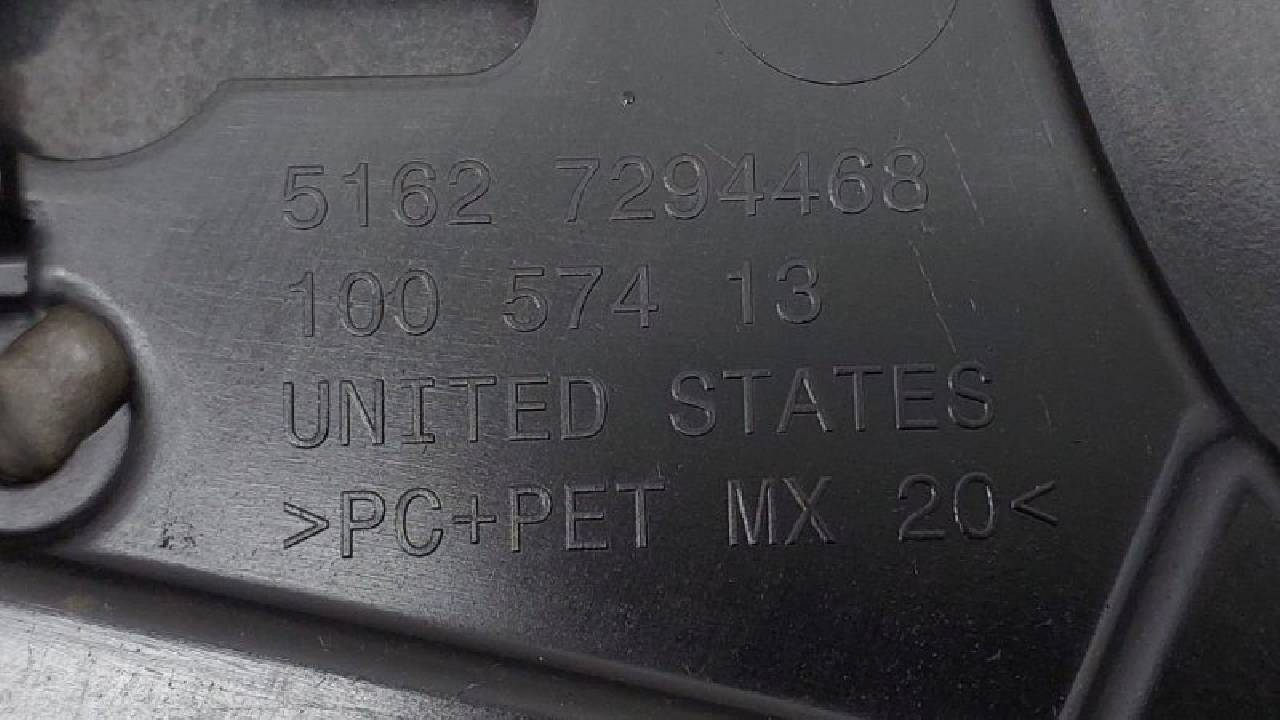 5162 7294468
100 574 13
UNITED STATES
>PC+PET MX 20<